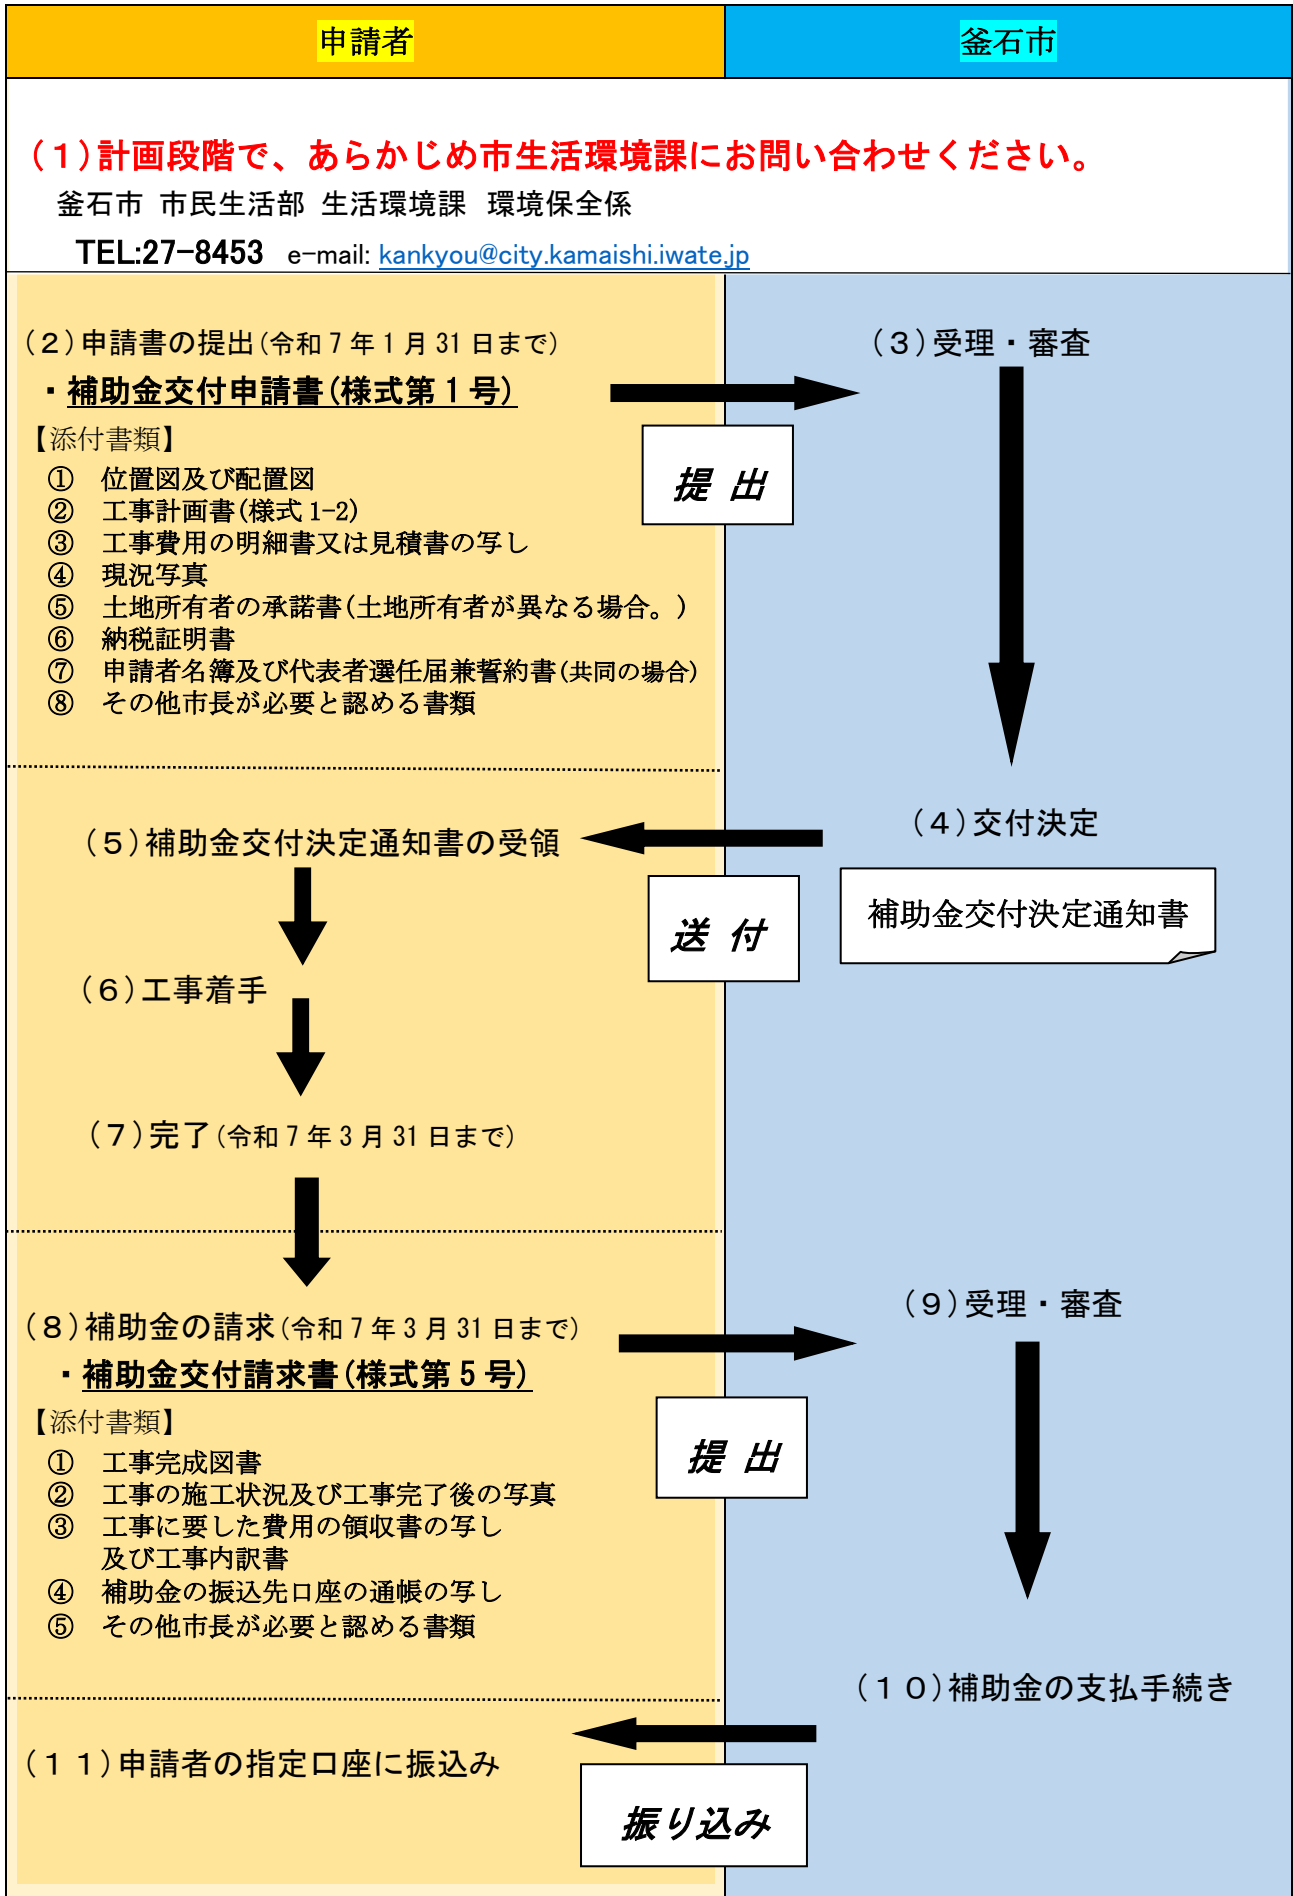 申請者
釜石市
(1)計画段階で、あらかじめ市生活環境課にお問い合わせください。
釜石市 市民生活部 生活環境課 環境保全係
TEL:27-8453 e-mail: kankyou@city.kamaishi.iwate.jp
(2)申請書の提出(令和7年1月31日まで)
・補助金交付申請書(様式第1号)
【添付書類】
① 位置図及び配置図
② 工事計画書(様式1-2)
③ 工事費用の明細書又は見積書の写し
④ 現況写真
⑤ 土地所有者の承諾書(土地所有者が異なる場合。)
⑥ 納税証明書
⑦ 申請者名簿及び代表者選任届兼誓約書(共同の場合)
⑧ その他市長が必要と認める書類
提 出
(3)受理・審査
(4)交付決定
補助金交付決定通知書
送 付
(5)補助金交付決定通知書の受領
(6)工事着手
(7)完了(令和7年3月31日まで)
(8)補助金の請求(令和7年3月31日まで)
・補助金交付請求書(様式第5号)
【添付書類】
① 工事完成図書
② 工事の施工状況及び工事完了後の写真
③ 工事に要した費用の領収書の写し
及び工事内訳書
④ 補助金の振込先口座の通帳の写し
⑤ その他市長が必要と認める書類
提 出
(9)受理・審査
(10)補助金の支払手続き
(11)申請者の指定口座に振込み
振り込み